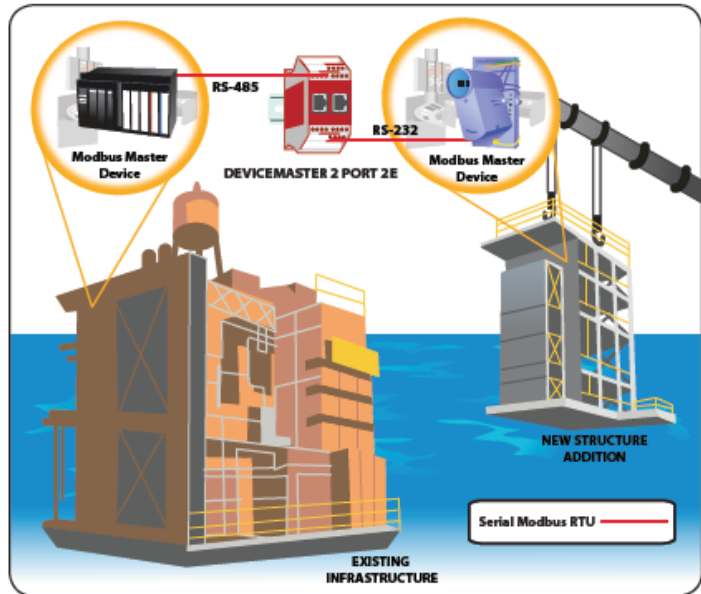 RS-485
RS-232
Modbus Master
Device
Modbus Master
Device
DEVICEMASTER 2 PORT 2E
NEW STRUCTURE
ADDITION
Serial Modbus RTU
EXISTING
INFRASTRUCTURE